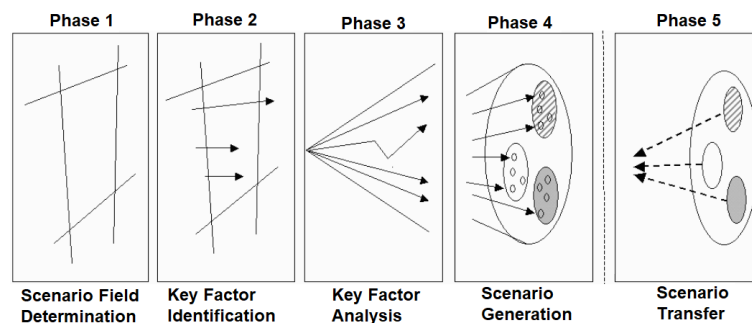 Phase 1
Phase 2
Phase 3
Phase 4
Phase 5
Scenario Field
Determination
Key Factor
Identification
Key Factor
Analysis
Scenario
Generation
Scenario
Transfer